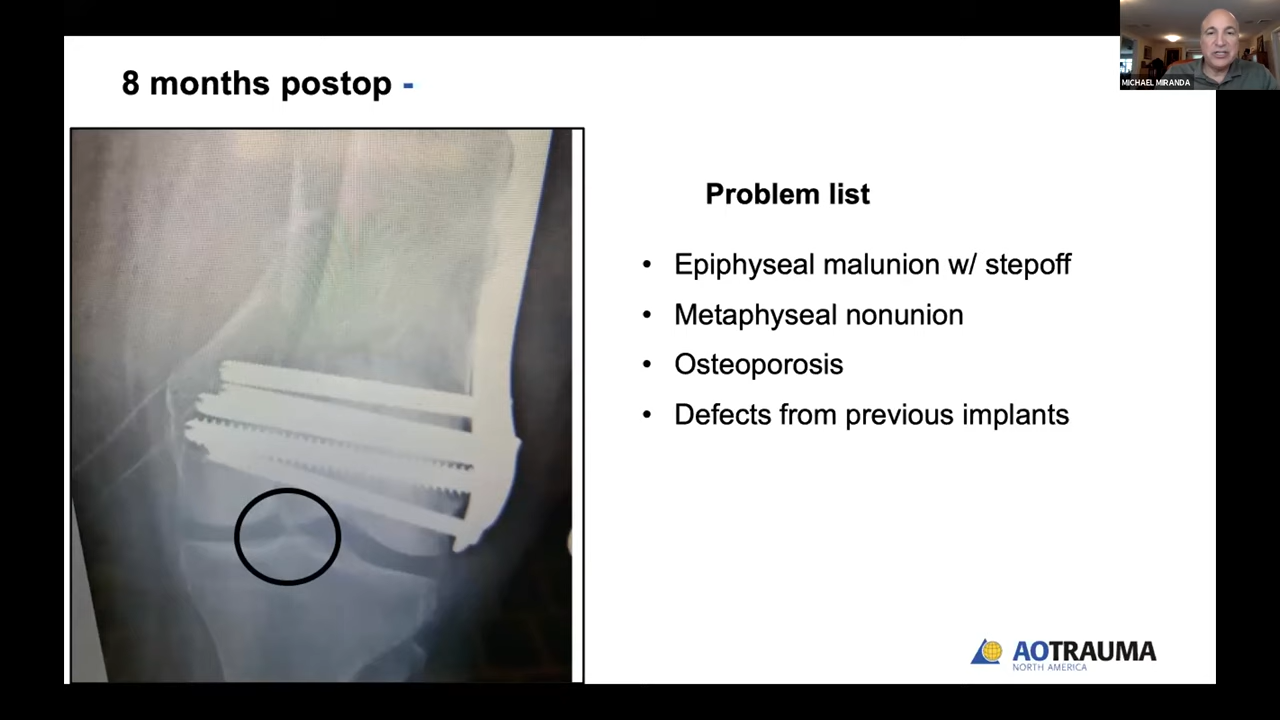 8 months postop -
MICHAEL MIRANDA
Problem list
• Epiphyseal malunion w/ stepoff
• Metaphyseal nonunion
• Osteoporosis
• Defects from previous implants
AOTRAUMA
NORTH AMERICA